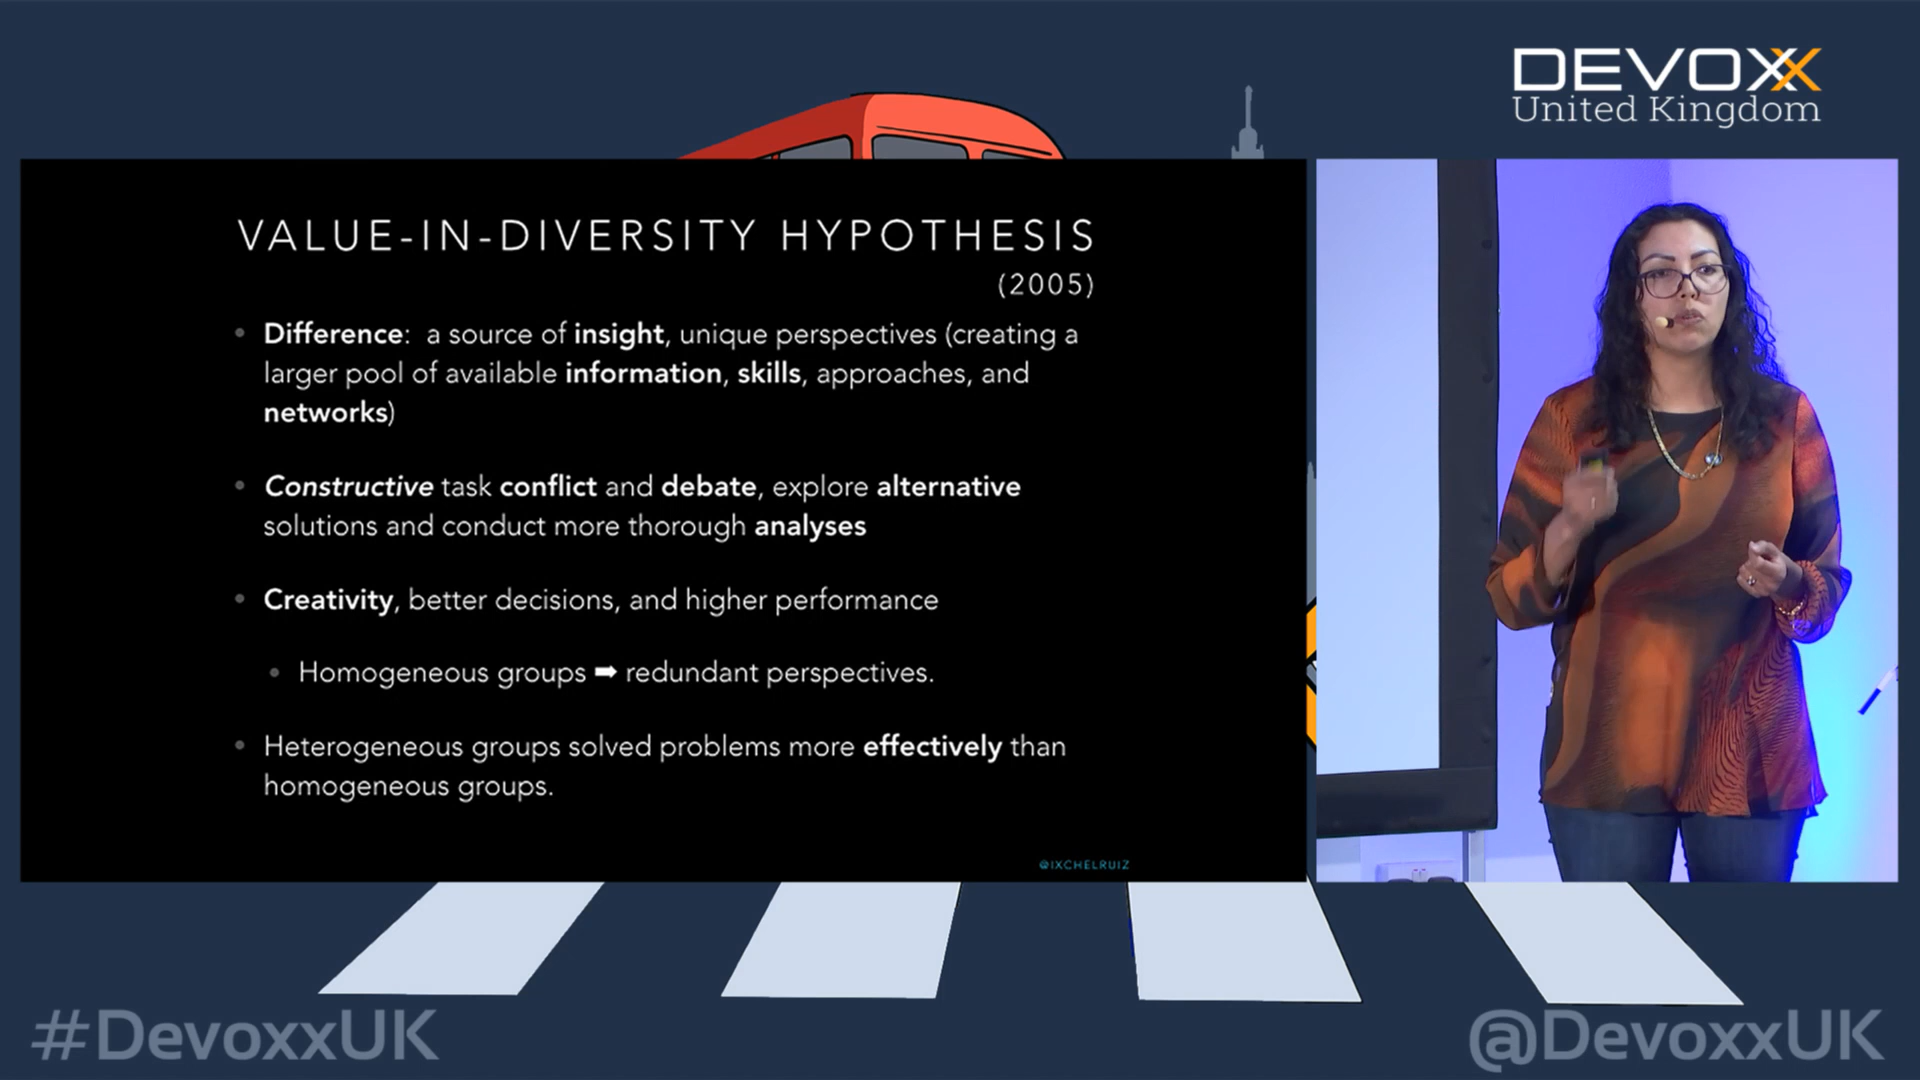 DEVOXX
United Kingdom
VALUE-IN-DIVERSITY HYPOTHESIS
(2005)
• Difference: a source of insight, unique perspectives (creating a
larger pool of available information, skills, approaches, and
networks)
• Constructive task conflict and debate, explore alternative
solutions and conduct more thorough analyses
• Creativity, better decisions, and higher performance
• Homogeneous groups ➡ redundant perspectives.
• Heterogeneous groups solved problems more effectively than
homogeneous groups.
@IXCHELRUIZ
#DevoxxUK
@DevoxxUK